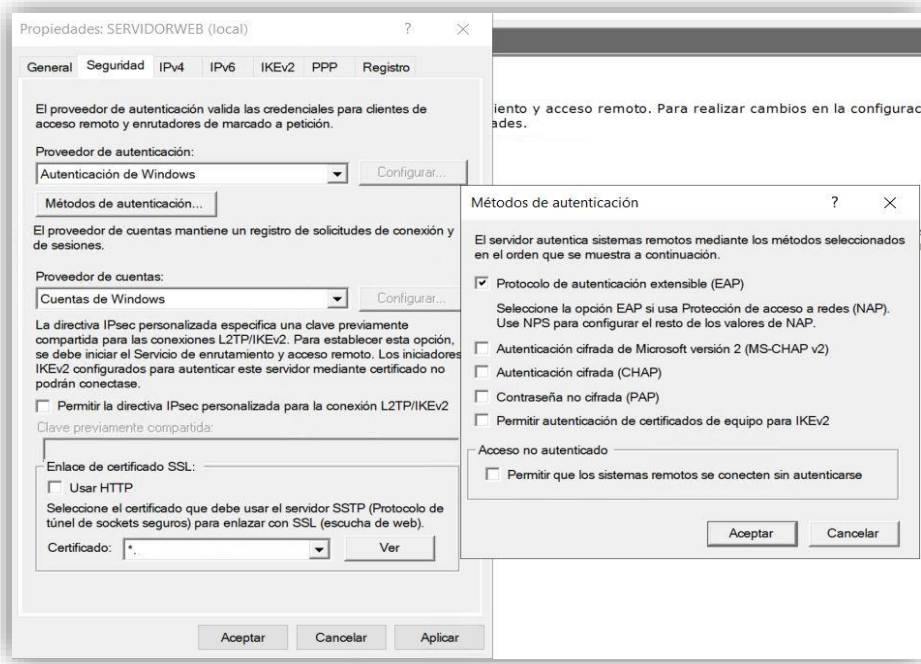 Propiedades: SERVIDORWEB (local)
General Seguridad IPv4 IPv6 IKEv2 PPP Registro
El proveedor de autenticación valida las credenciales para clientes de
acceso remoto y enrutadores de marcado a petición.
Proveedor de autenticación:
Autenticación de Windows
Configurar...
Métodos de autenticación...
El proveedor de cuentas mantiene un registro de solicitudes de conexión y
de sesiones.
Proveedor de cuentas:
Cuentas de Windows
Configurar...
La directiva IPsec personalizada especifica una clave previamente
compartida para las conexiones L2TP/IKEv2. Para establecer esta opción,
se debe iniciar el Servicio de enrutamiento y acceso remoto. Los iniciadores
IKEv2 configurados para autenticar este servidor mediante certificado no
podrán conectase.
Permitir la directiva IPsec personalizada para la conexión L2TP/IKEv2
Clave previamente compartida:
Enlace de certificado SSL:
Usar HTTP
Seleccione el certificado que debe usar el servidor SSTP (Protocolo de
túnel de sockets seguros) para enlazar con SSL (escucha de web).
Certificado: *.
Ver
Aceptar Cancelar Aplicar
iento y acceso remoto. Para realizar cambios en la configurac
ades.
Métodos de autenticación
El servidor autentica sistemas remotos mediante los métodos seleccionados
en el orden que se muestra a continuación.
Protocolo de autenticación extensible (EAP)
Seleccione la opción EAP si usa Protección de acceso a redes (NAP).
Use NPS para configurar el resto de los valores de NAP.
Autenticación cifrada de Microsoft versión 2 (MS-CHAP v2)
Autenticación cifrada (CHAP)
Contraseña no cifrada (PAP)
Permitir autenticación de certificados de equipo para IKEv2
Acceso no autenticado
Permitir que los sistemas remotos se conecten sin autenticarse
Aceptar Cancelar